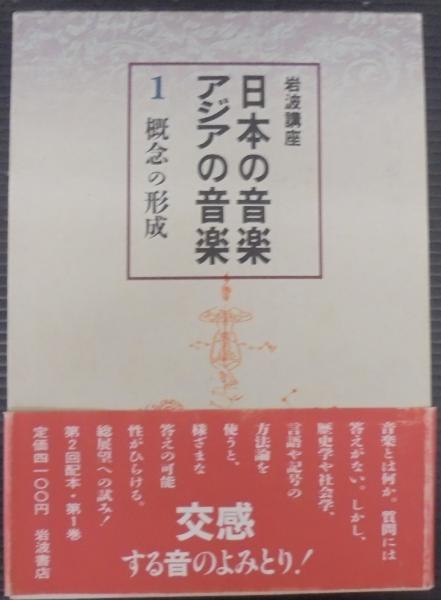 岩波講座
日本の音楽
アジアの音楽
1 概念の形成
音楽とは何か。質問には
答えがない。しかし、
歴史学や社会学、
言語や記号の
方法論を
使うと、
様ざまな
答えの可能
性がひらける。
総展望への試み!
第2回配本・第1巻
定価四一〇〇円 岩波書店
交感
する音のよみとり!